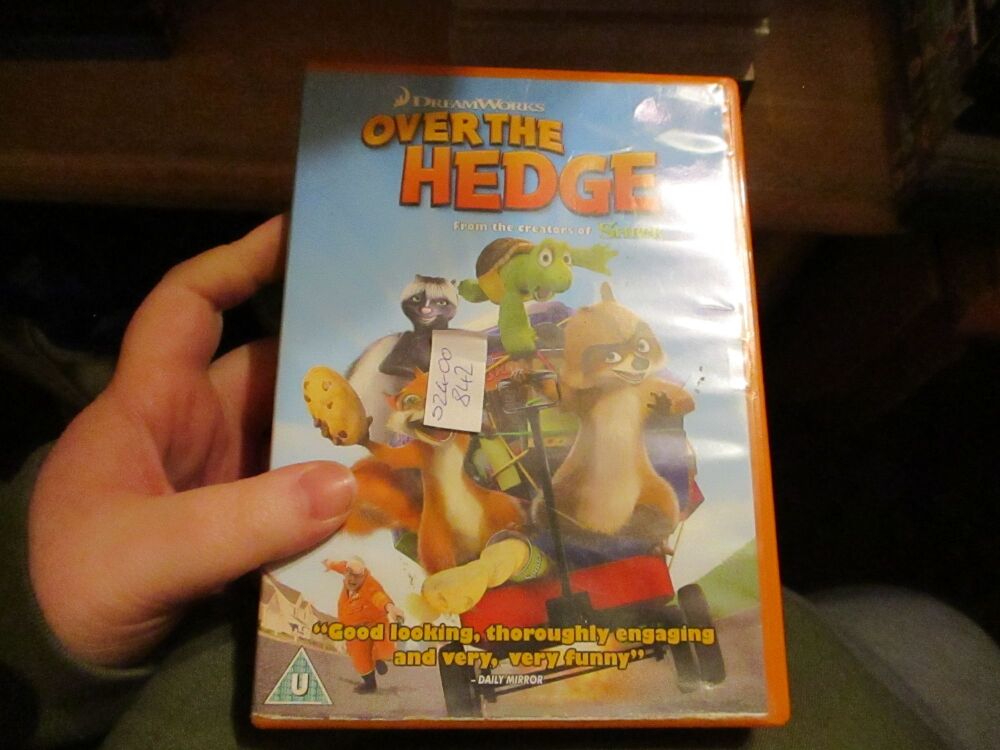 DREAMWORKS
OVER THE
HEDGE
From the creators of SHREK
524-00
842
"Good looking, thoroughly engaging
and very, very funny"
- DAILY MIRROR
U